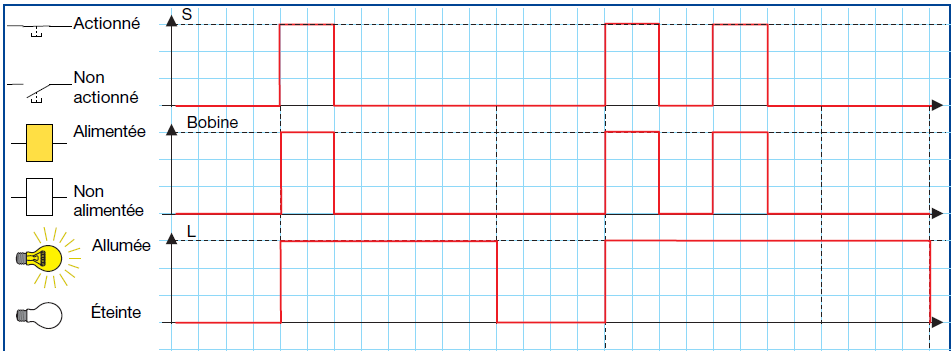 S
Actionné
Non
actionné
Bobine
Alimentée
Non
alimentée
L
Allumée
Éteinte